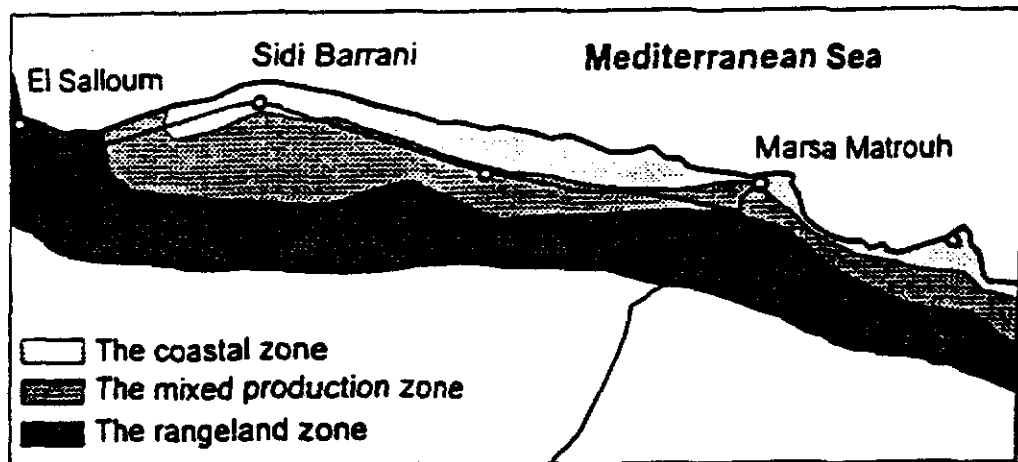 Sidi Barrani
Mediterranean Sea
El Salloum
Marsa Matrouh
The coastal zone
The mixed production zone
The rangeland zone